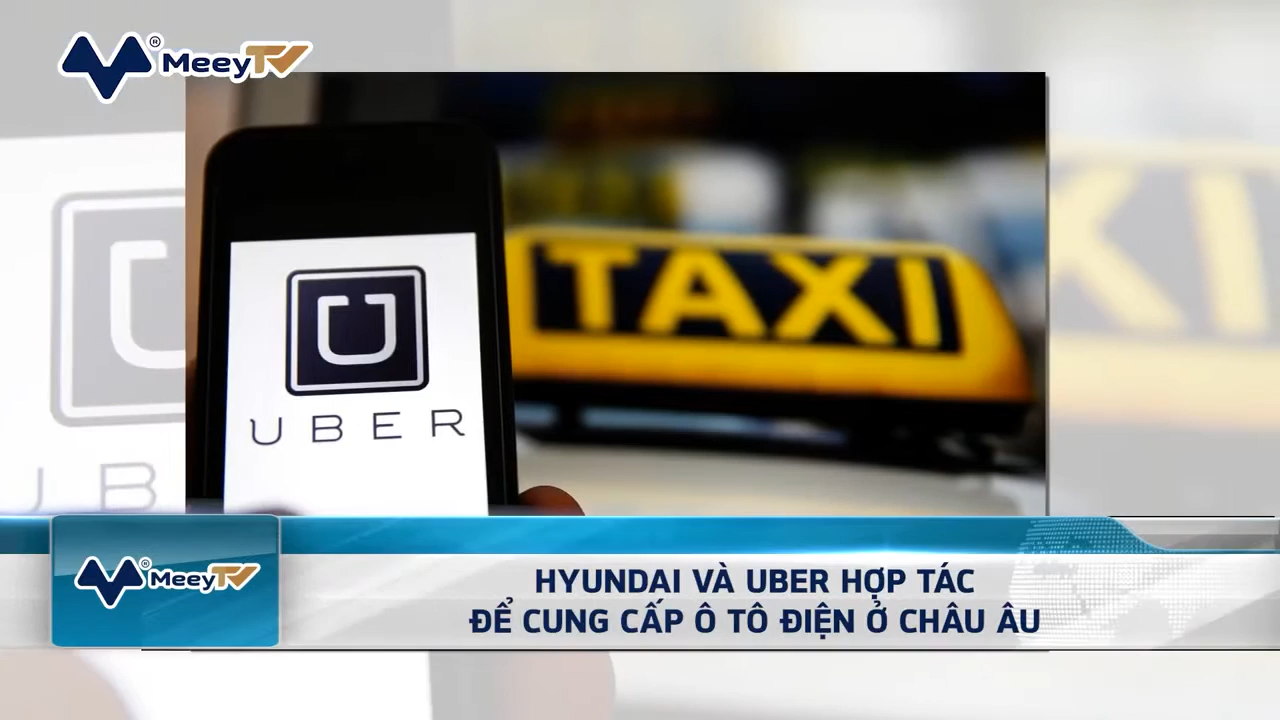 MeeyTV
TAXI
UBER
MeeyTV
HYUNDAI VÀ UBER HỢP TÁC
ĐỂ CUNG CẤP Ô TÔ ĐIỆN Ở CHÂU ÂU